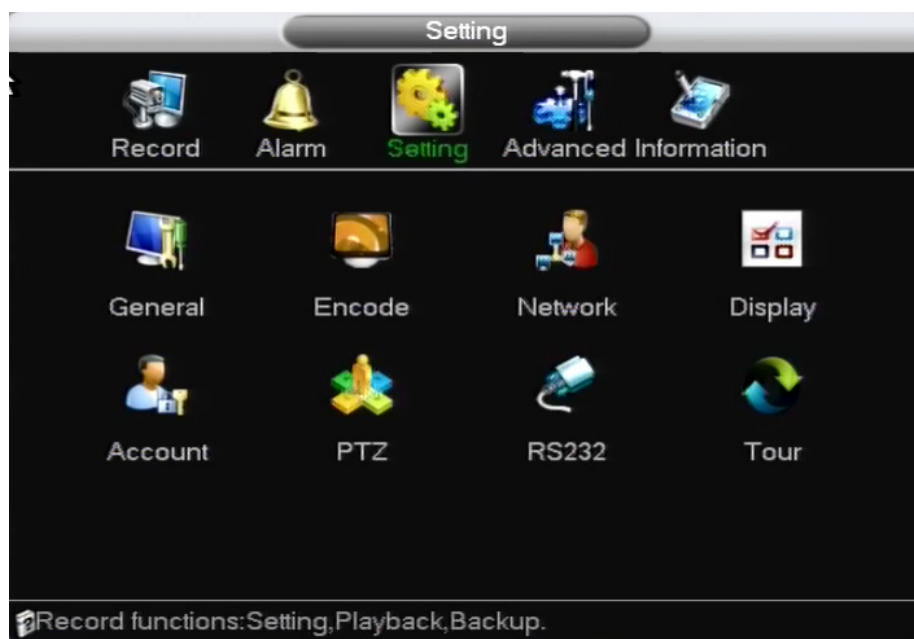 Setting
Record Alarm Setting Advanced Information
General Encode Network Display
Account PTZ RS232 Tour
Record functions:Setting,Playback,Backup.